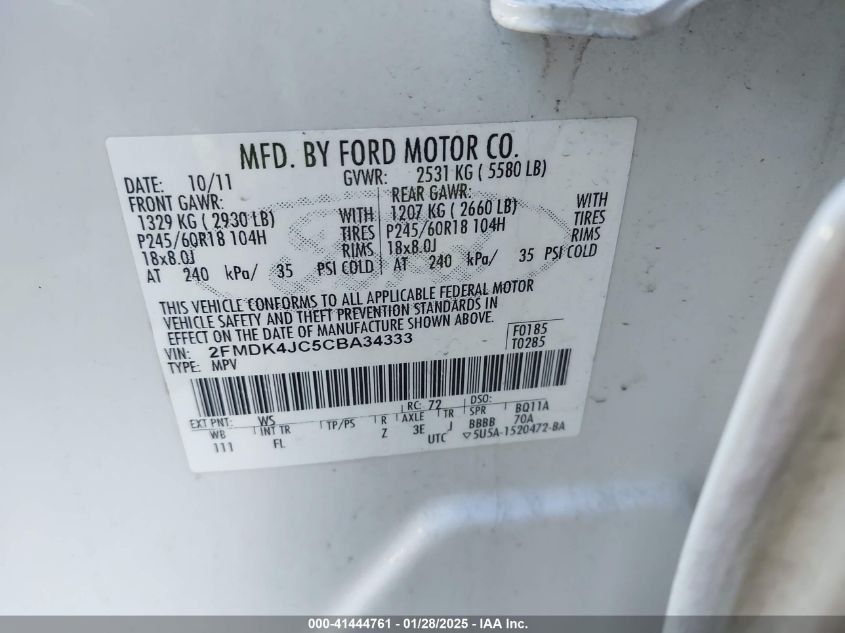 MFD. BY FORD MOTOR CO.
DATE: 10/11 GVWR: 2531 KG ( 5580 LB)
FRONT GAWR: REAR GAWR:
1329 KG ( 2930 LB) WITH 1207 KG ( 2660 LB) WITH
P245/60R18 104H TIRES P245/60R18 104H TIRES
18x8.0J RIMS 18x8.0J RIMS
AT 240 kPa/ 35 PSI COLD AT 240 kPa/ 35 PSI COLD
THIS VEHICLE CONFORMS TO ALL APPLICABLE FEDERAL MOTOR
VEHICLE SAFETY AND THEFT PREVENTION STANDARDS IN
EFFECT ON THE DATE OF MANUFACTURE SHOWN ABOVE.
VIN: 2FMDK4JC5CBA34333 F0185
TYPE: MPV T0285
EXT PNT: WS RC: 72 DSO:
WB INT TR TP/PS R AXLE TR SPR BQ11A
111 FL Z 3E J BBBB 70A
UTC ▽5U5A-1520472-BA
000-41444761 - 01/28/2025 - IAA Inc.